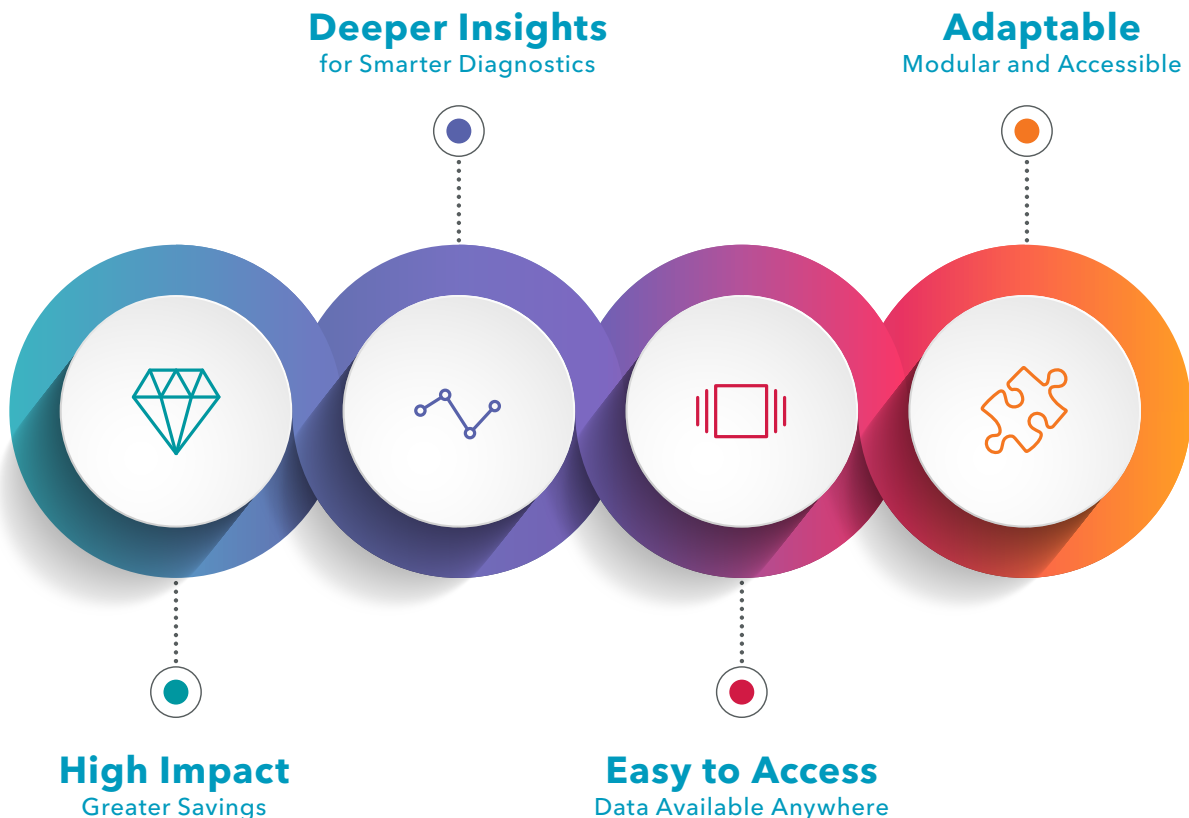 Deeper Insights
for Smarter Diagnostics
Adaptable
Modular and Accessible
High Impact
Greater Savings
Easy to Access
Data Available Anywhere